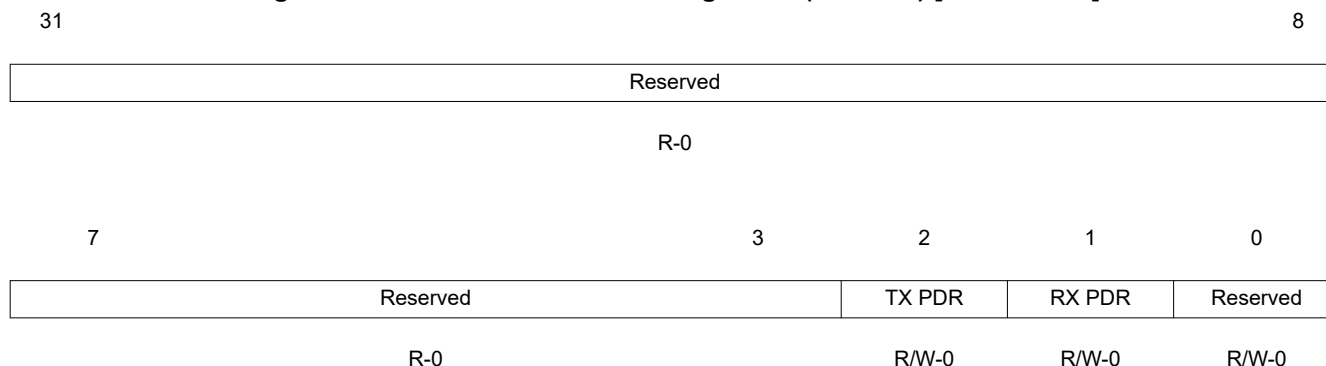 31 8
Reserved
R-0
7 3 2 1 0
Reserved TX PDR RX PDR Reserved
R-0 R/W-0 R/W-0 R/W-0